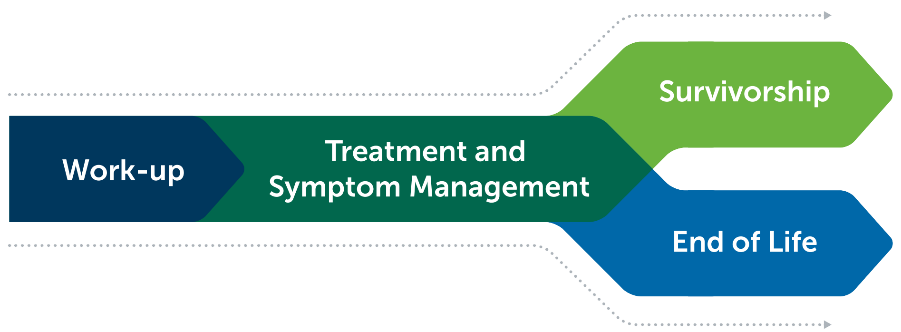 Work-up
Treatment and
Symptom Management
Survivorship
End of Life